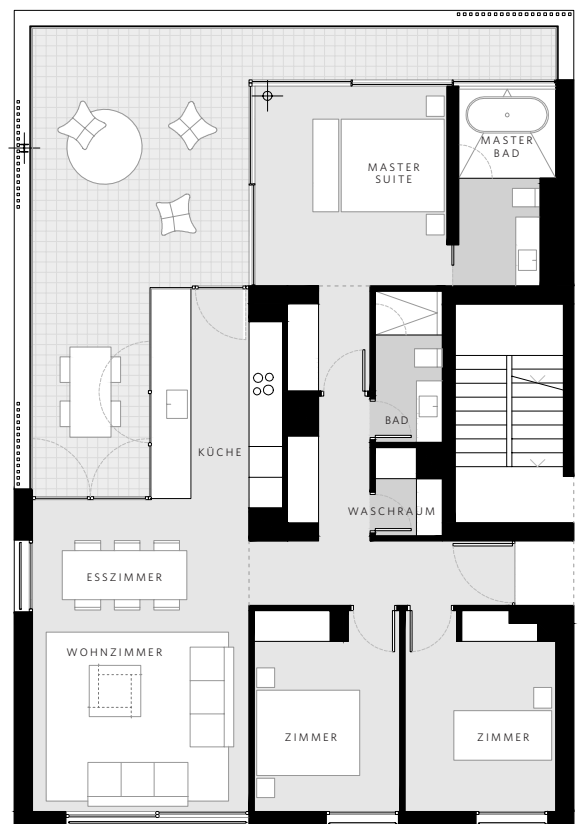 MASTER
BAD
MASTER
SUITE
BAD
KÜCHE
WASCHRAUM
ESSZIMMER
WOHNZIMMER
ZIMMER
ZIMMER